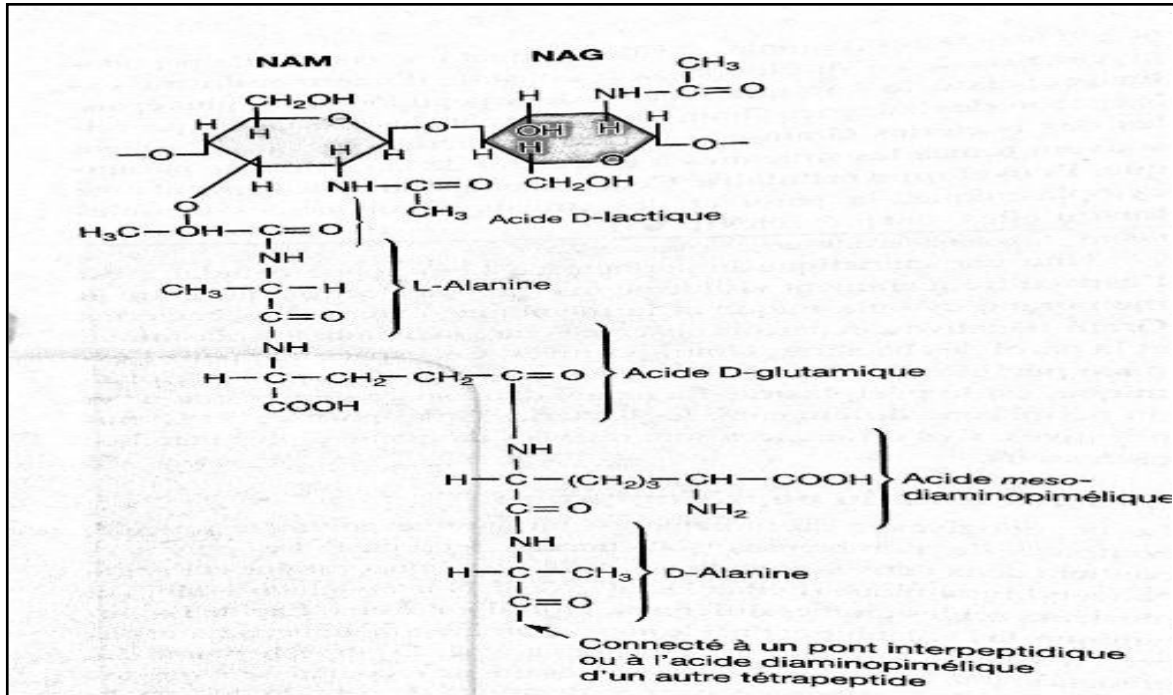 NAM NAG
CH₃
CH₂OH H NH—C=O
H H O H H OH H H
—O H H O H O—
H NH—C=O CH₂OH
CH₃ Acide D-lactique
H₃C—CH—C=O
NH
CH₃—C—H L-Alanine
C=O
NH
H—C—CH₂—CH₂—C=O Acide D-glutamique
COOH
NH
H—C—(CH₂)₃—CH—COOH Acide meso-
C=O NH₂ diaminopimélique
NH
H—C—CH₃ D-Alanine
C=O
Connecté à un pont interpeptidique
ou à l'acide diaminopimélique
d'un autre tétrapeptide